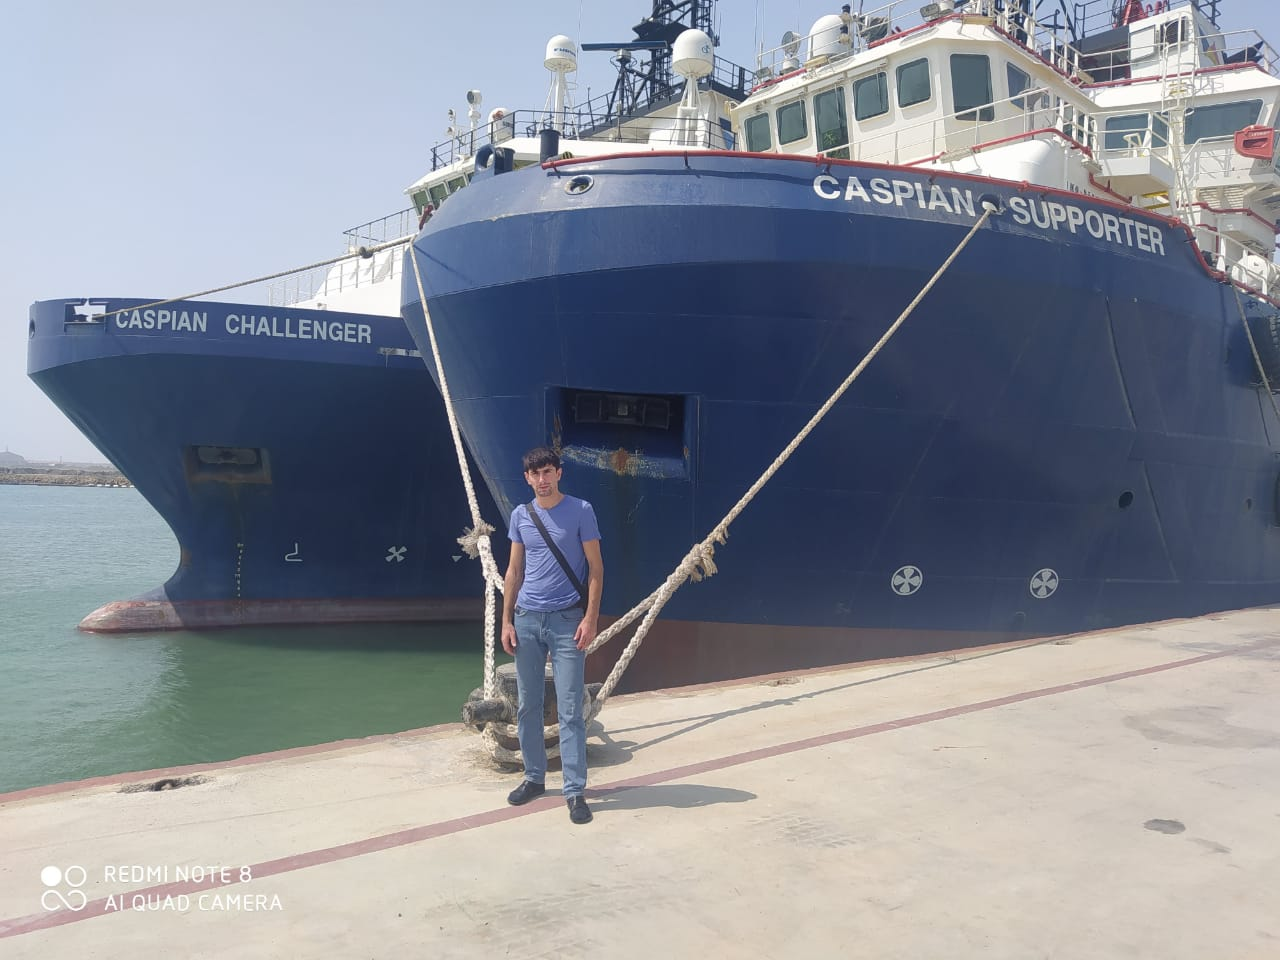 CASPIAN SUPPORTER
CASPIAN CHALLENGER
REDMI NOTE 8
AI QUAD CAMERA